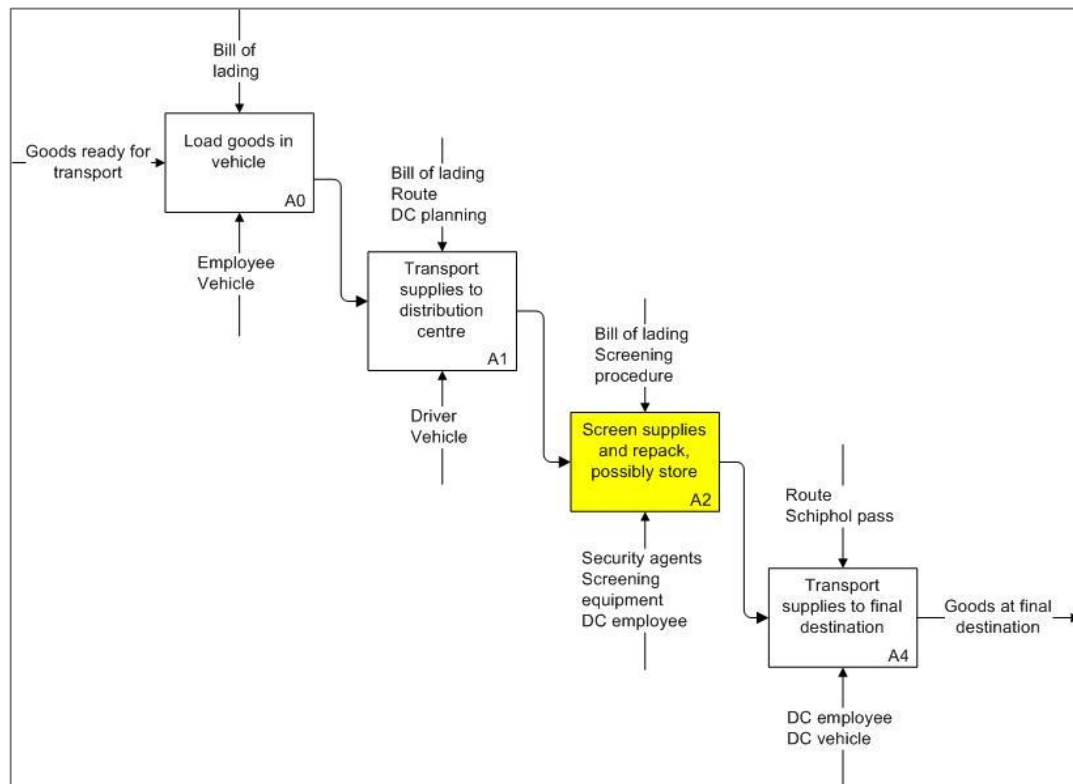 Bill of
lading
Goods ready for
transport
Load goods in
vehicle
A0
Employee
Vehicle
Bill of lading
Route
DC planning
Transport
supplies to
distribution
centre
A1
Driver
Vehicle
Bill of lading
Screening
procedure
Screen supplies
and repack,
possibly store
A2
Security agents
Screening
equipment
DC employee
Route
Schiphol pass
Transport
supplies to final
destination
A4
Goods at final
destination
DC employee
DC vehicle